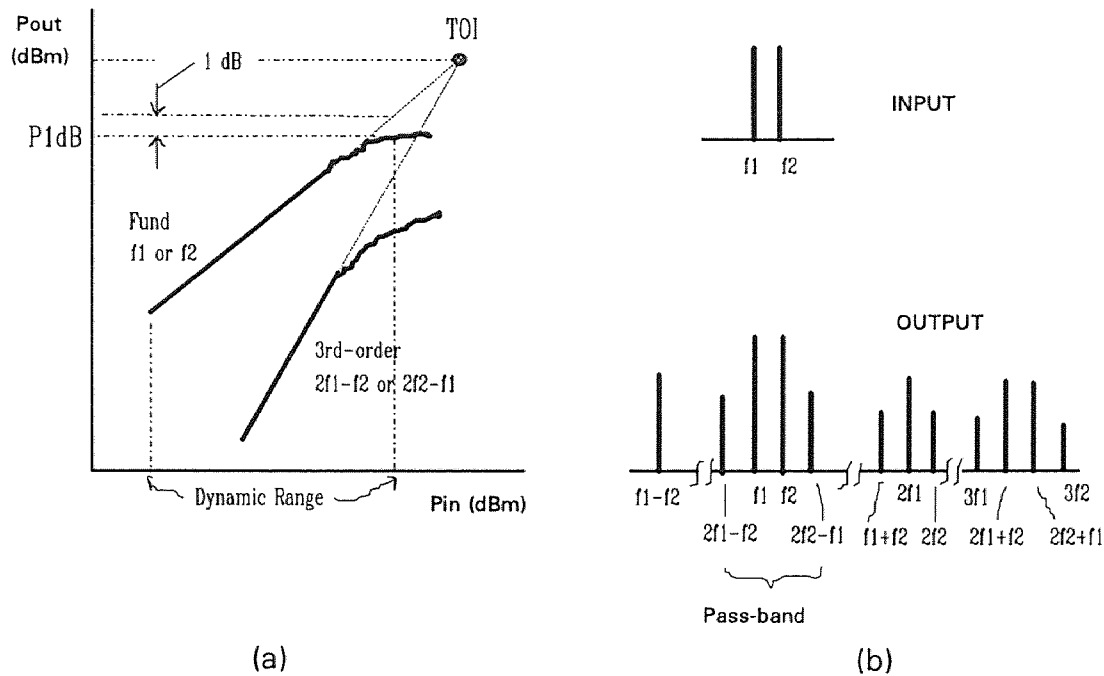 Pout
(dBm)
TOI
1 dB
P1dB
Fund
f1 or f2
3rd-order
2f1-f2 or 2f2-f1
Dynamic Range
Pin (dBm)
(a)
INPUT
f1 f2
OUTPUT
f1-f2 f1 f2 2f1 3f1 3f2
2f1-f2 2f2-f1 f1+f2 2f2 2f1+f2 2f2+f1
Pass-band
(b)